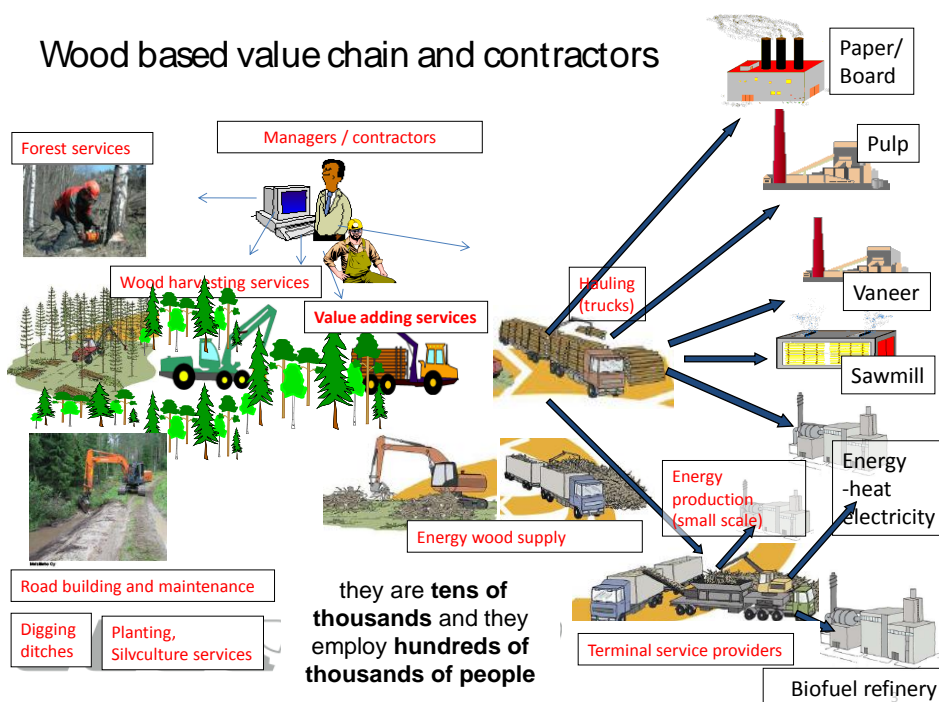 Wood based value chain and contractors
Paper/
Board
Forest services
Managers / contractors
Pulp
Wood harvesting services
Value adding services
Hauling
(trucks)
Vaneer
Sawmill
Energy
-heat
electricity
Energy
production
(small scale)
Energy wood supply
Road building and maintenance
Digging
ditches
Planting,
Silvculture services
they are tens of
thousands and they
employ hundreds of
thousands of people
Terminal service providers
Biofuel refinery